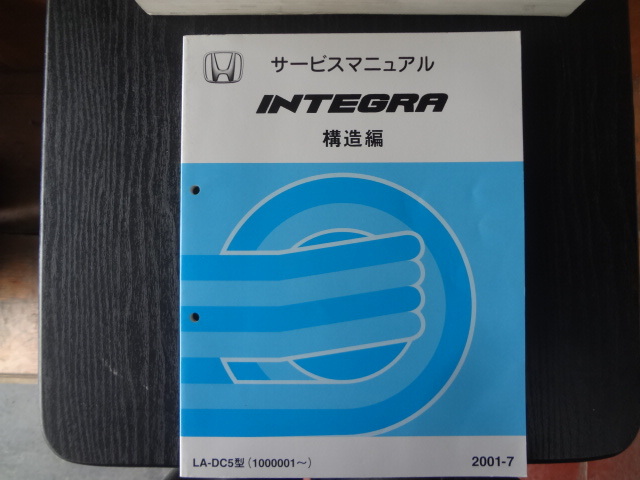 サービスマニュアル
INTEGRA
構造編
LA-DC5型（1000001～）
2001-7